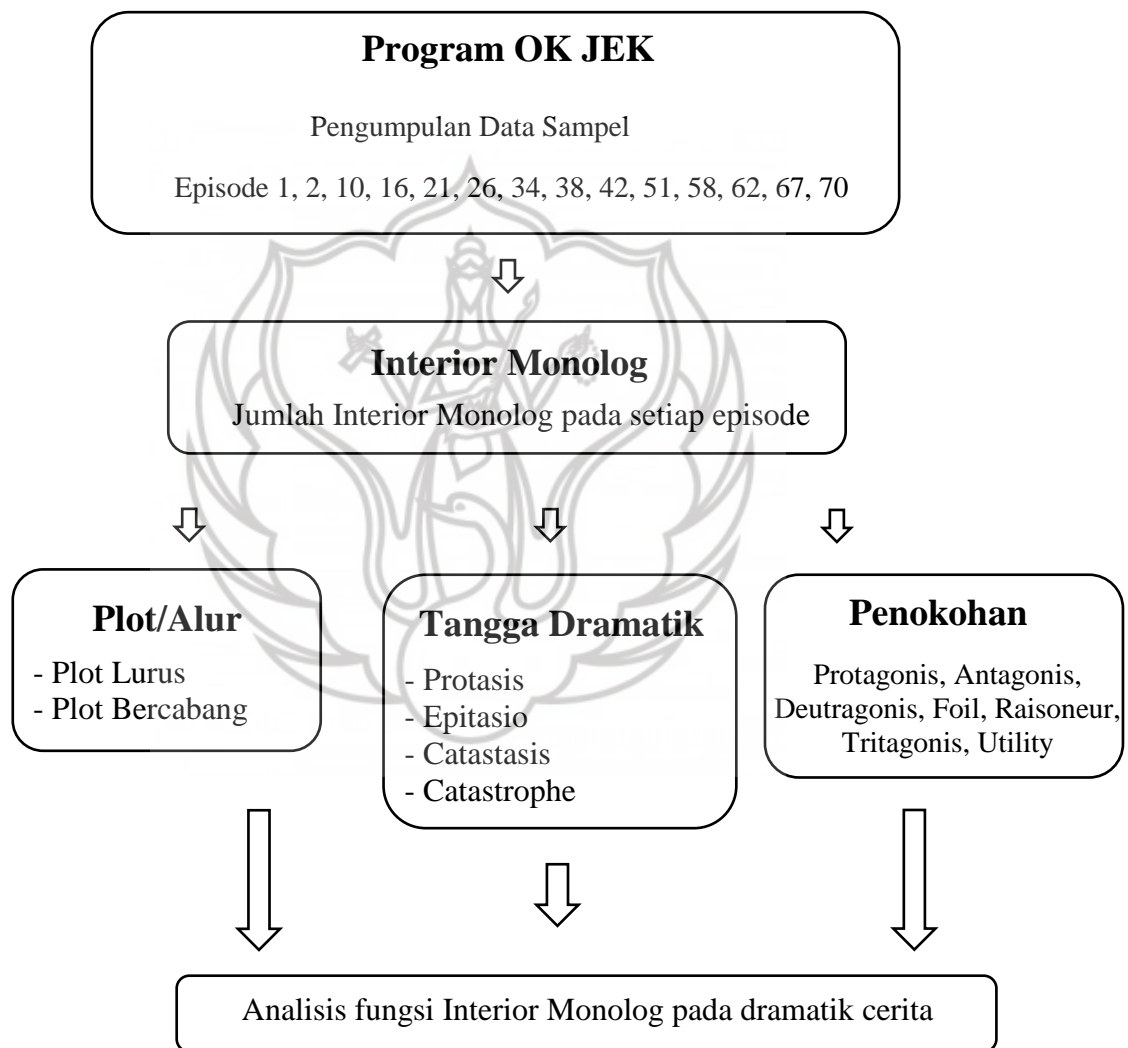 Program OK JEK
Pengumpulan Data Sampel
Episode 1, 2, 10, 16, 21, 26, 34, 38, 42, 51, 58, 62, 67, 70
Interior Monolog
Jumlah Interior Monolog pada setiap episode
Plot/Alur
- Plot Lurus
- Plot Bercabang
Tangga Dramatik
- Protasis
- Epitasio
- Catastasis
- Catastrophe
Penokohan
Protagonis, Antagonis,
Deutragonis, Foil, Raisoneur,
Tritagonis, Utility
Analisis fungsi Interior Monolog pada dramatik cerita